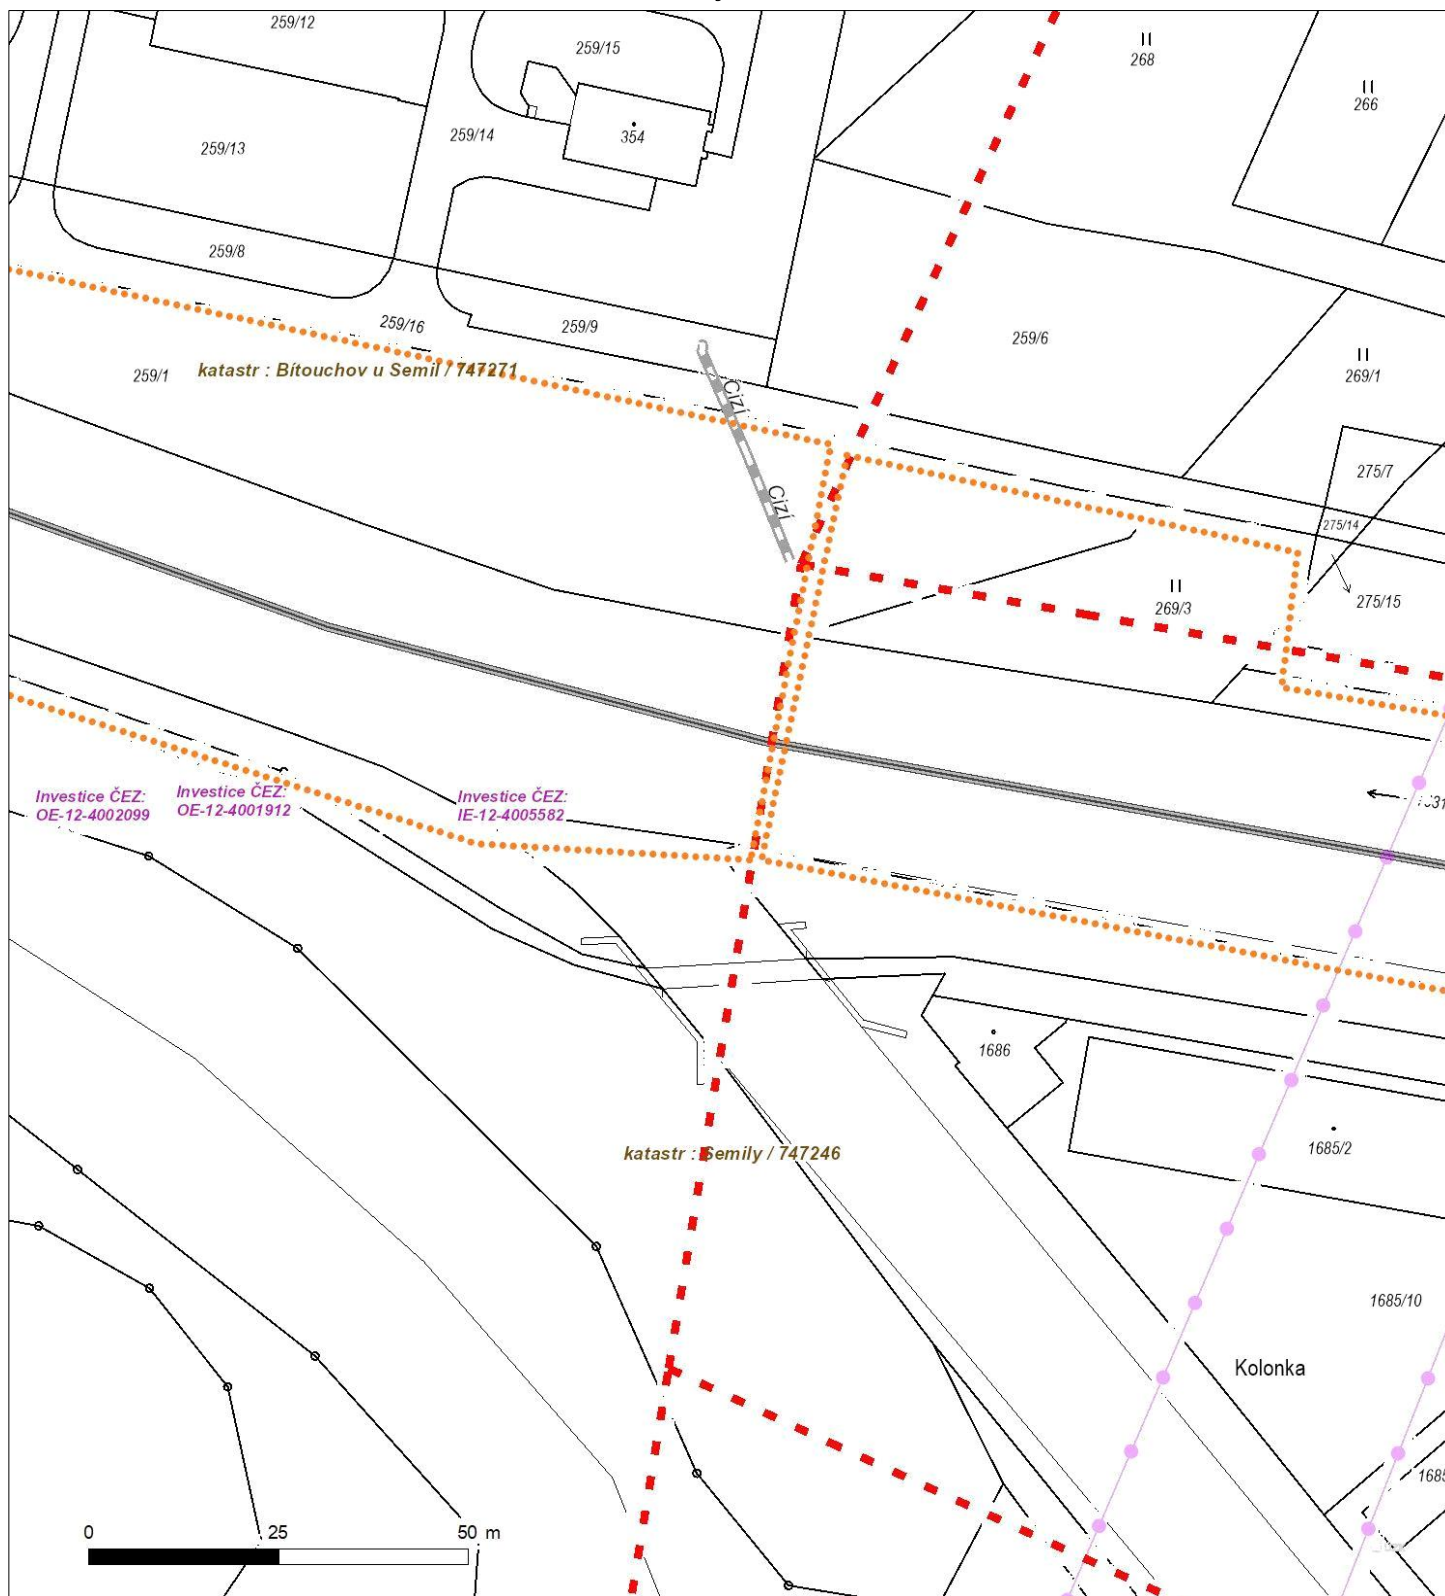 259/12
259/15
II
268
II
266
354
259/14
259/13
259/8
259/16
259/9
259/6
II
269/1
katastr : Bítouchov u Semil / 747271
259/1
Cizí
275/7
Cizí
275/14
II
269/3
275/15
Investice ČEZ:
OE-12-4002099
Investice ČEZ:
OE-12-4001912
Investice ČEZ:
IE-12-4005582
1686
1685/2
katastr : Semily / 747246
1685/10
Kolonka
0 25 50 m